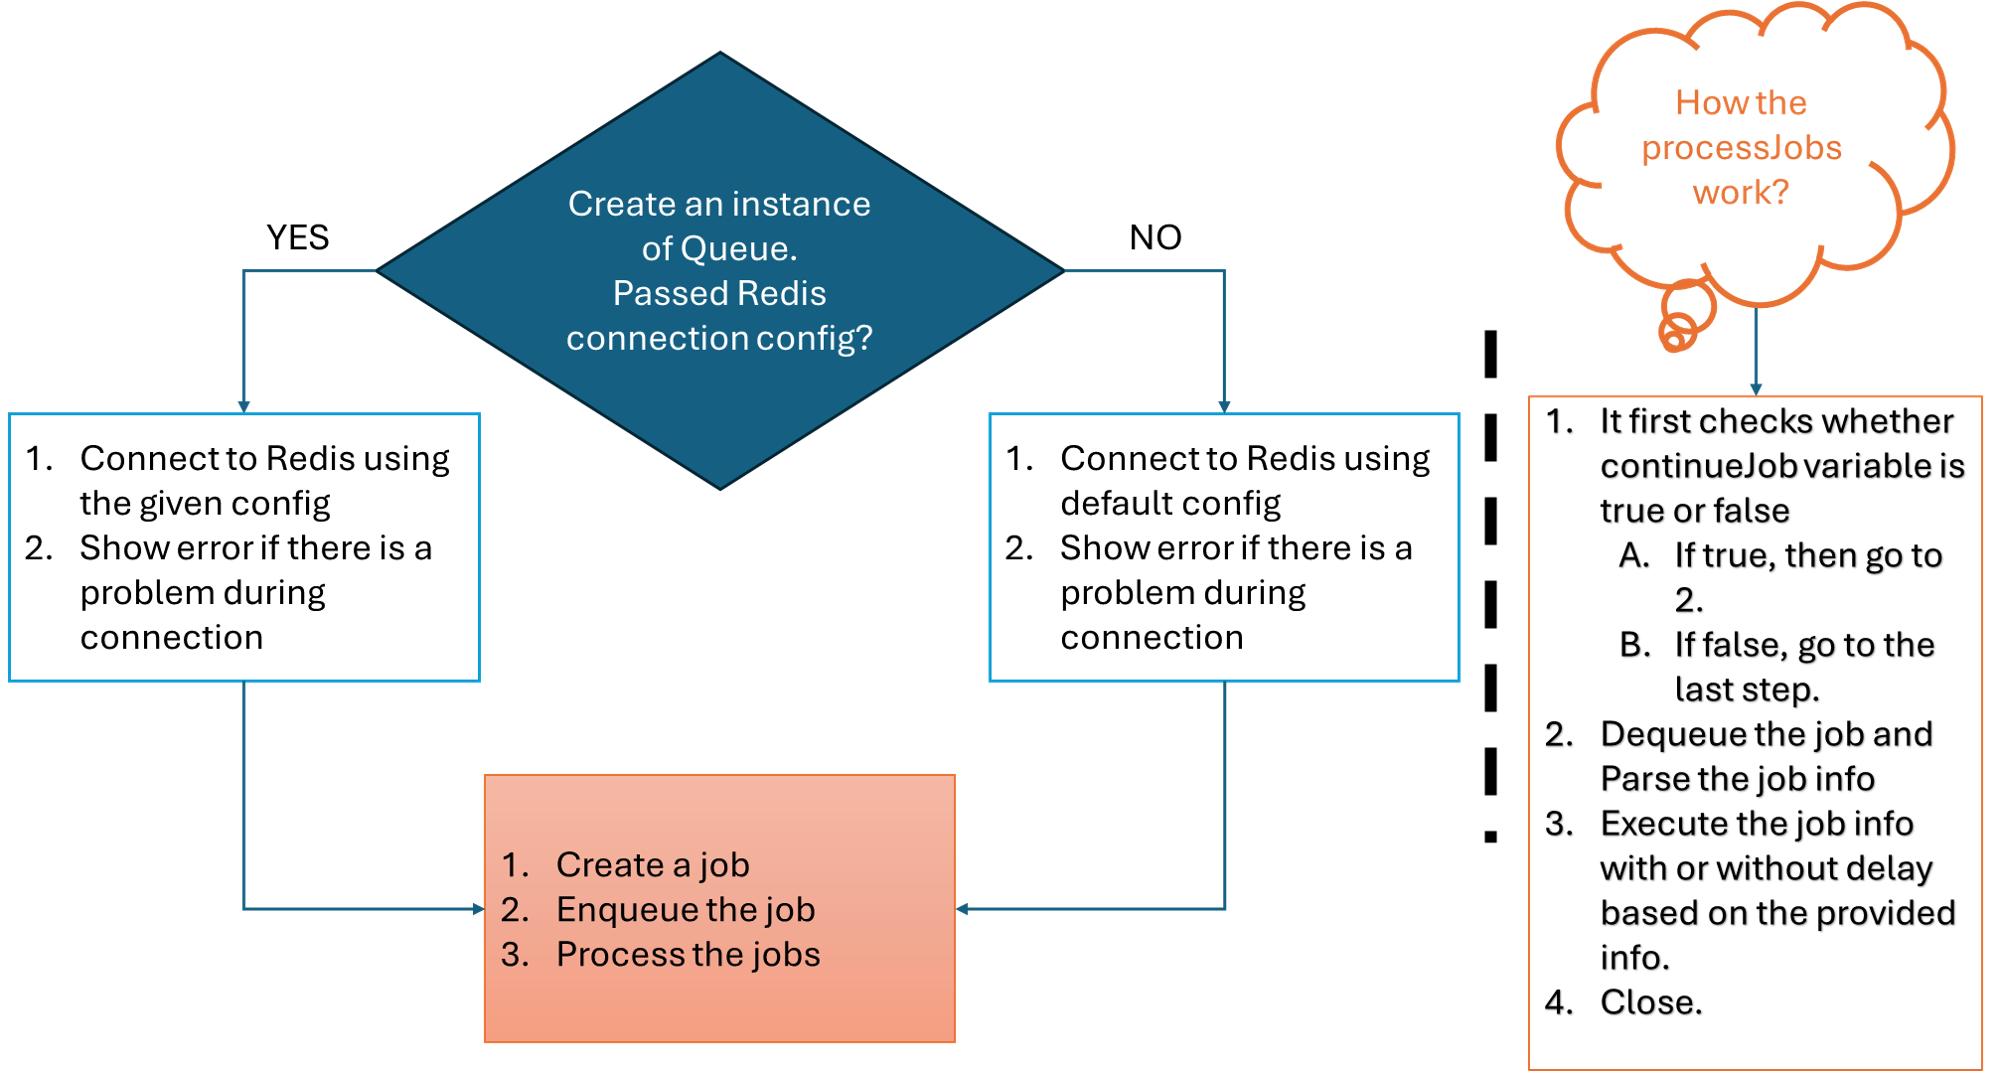 Create an instance
of Queue.
Passed Redis
connection config?
YES
NO
1. Connect to Redis using
the given config
2. Show error if there is a
problem during
connection
1. Connect to Redis using
default config
2. Show error if there is a
problem during
connection
1. Create a job
2. Enqueue the job
3. Process the jobs
How the
processJobs
work?
1. It first checks whether
continueJob variable is
true or false
A. If true, then go to
2.
B. If false, go to the
last step.
2. Dequeue the job and
Parse the job info
3. Execute the job info
with or without delay
based on the provided
info.
4. Close.